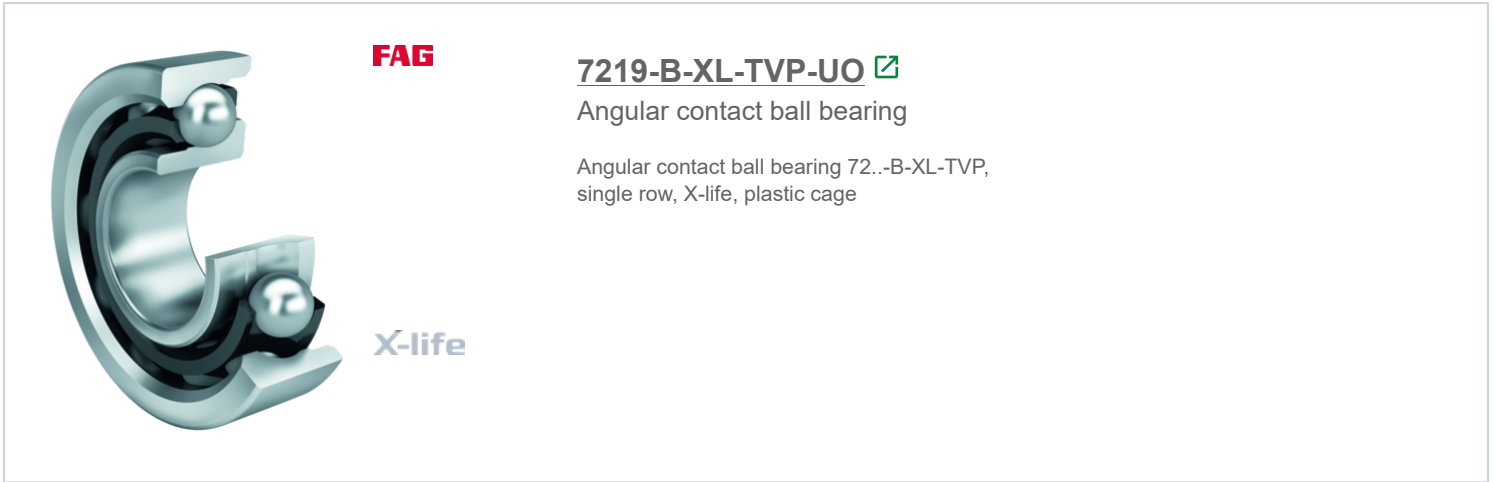 FAG
7219-B-XL-TVP-UO
Angular contact ball bearing
Angular contact ball bearing 72..-B-XL-TVP,
single row, X-life, plastic cage
X-life